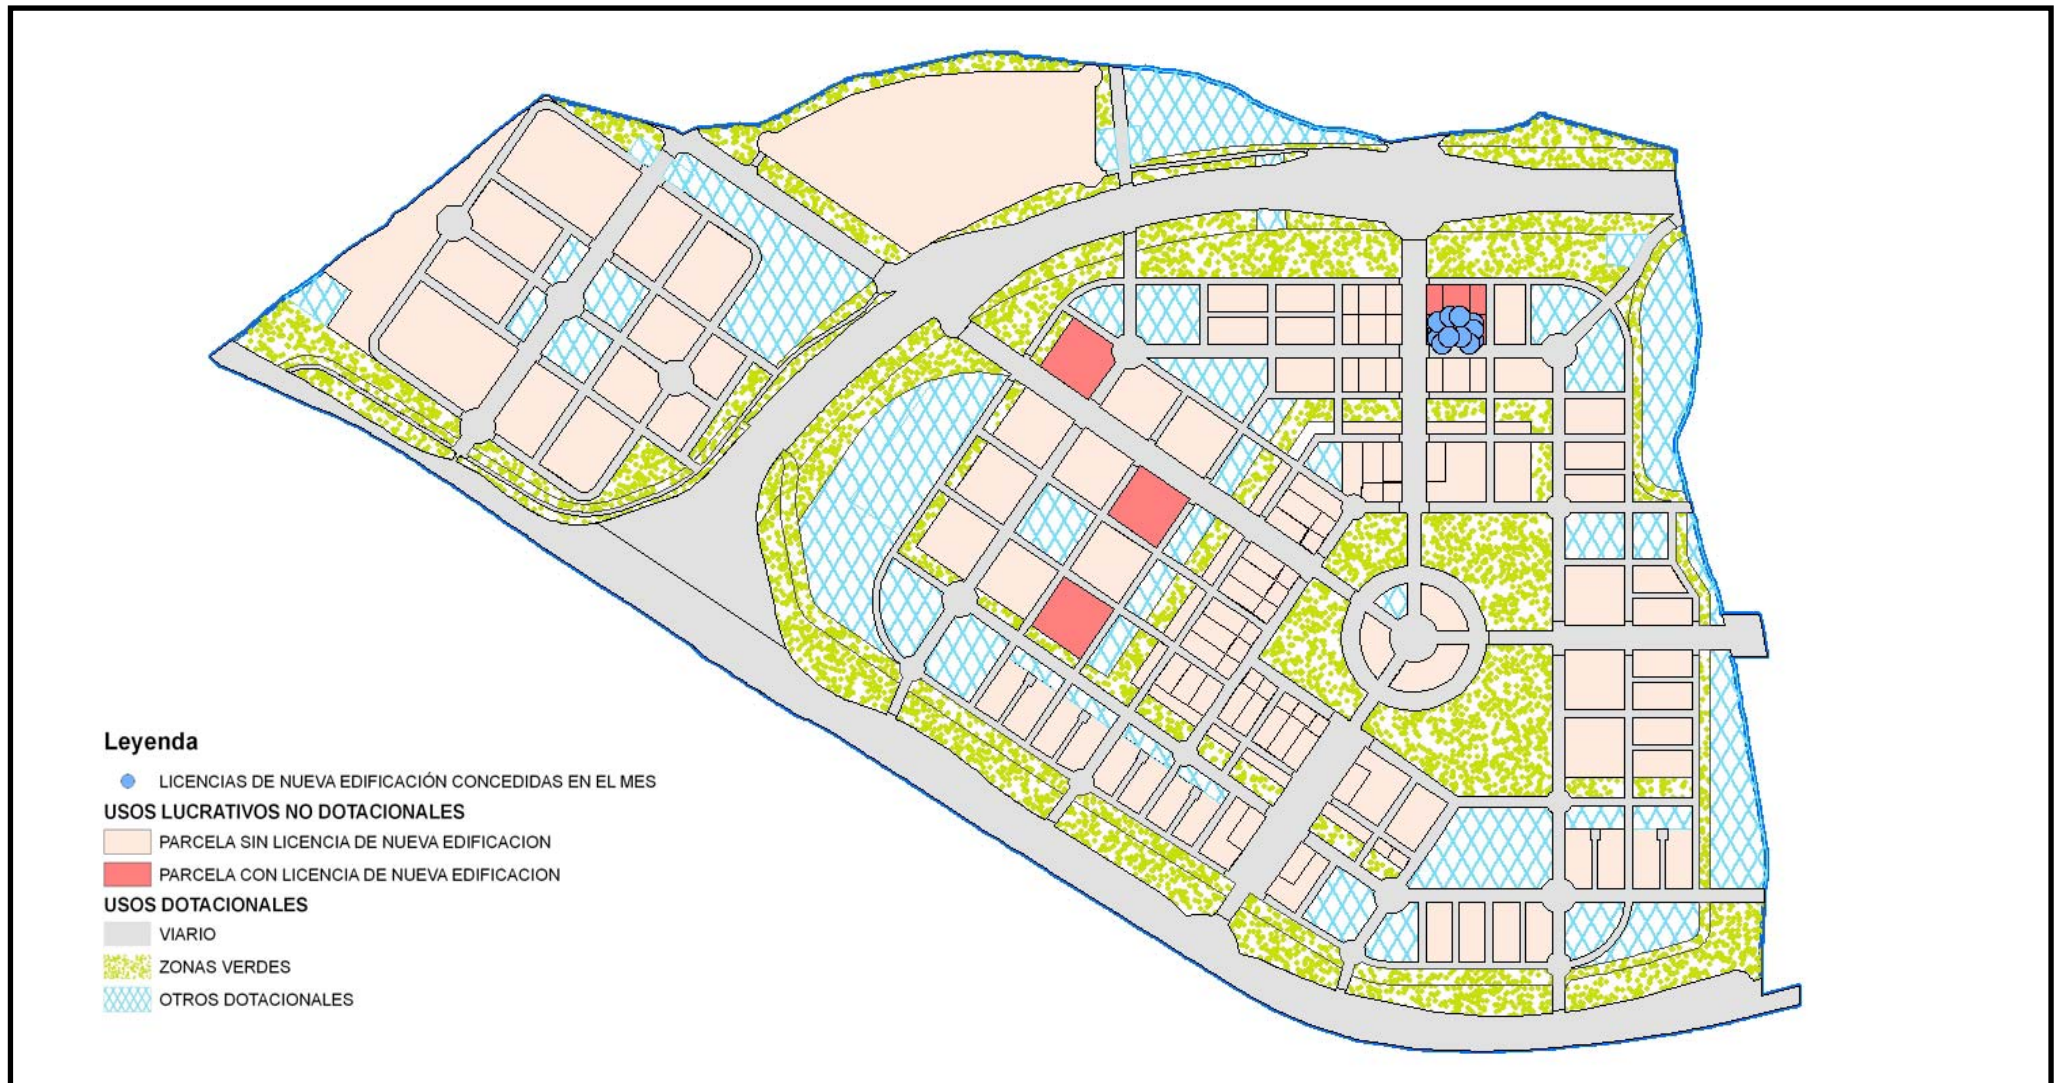 Leyenda
LICENCIAS DE NUEVA EDIFICACIÓN CONCEDIDAS EN EL MES
USOS LUCRATIVOS NO DOTACIONALES
PARCELA SIN LICENCIA DE NUEVA EDIFICACION
PARCELA CON LICENCIA DE NUEVA EDIFICACION
USOS DOTACIONALES
VIARIO
ZONAS VERDES
OTROS DOTACIONALES